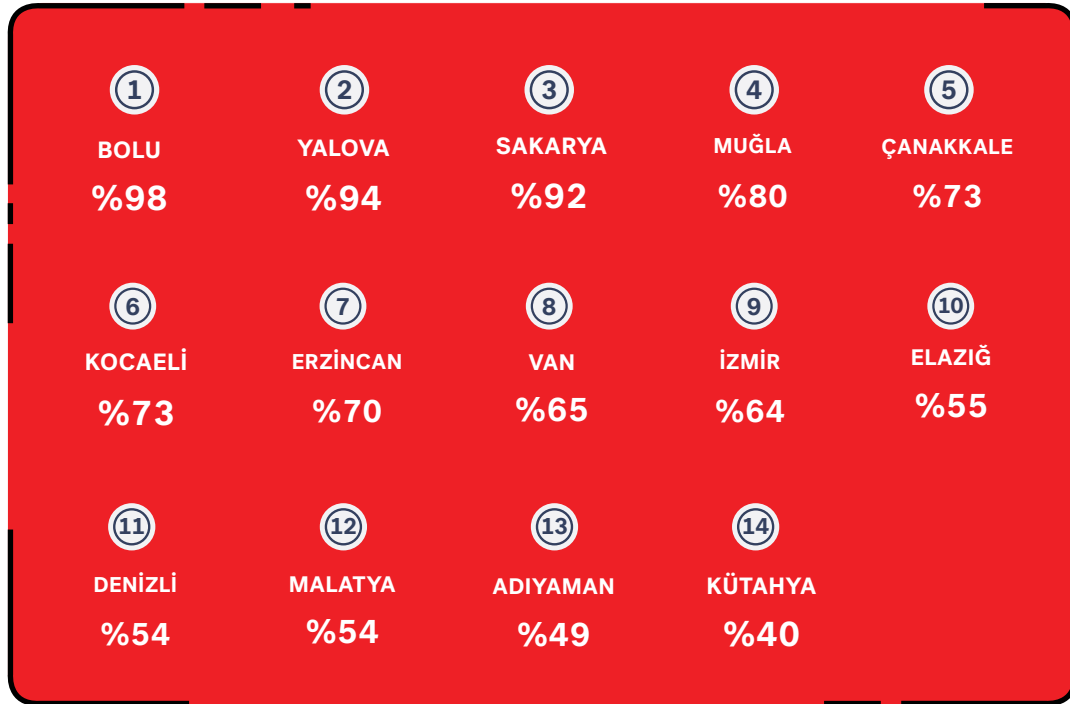 1 2 3 4 5
BOLU YALOVA SAKARYA MUĞLA ÇANAKKALE
%98 %94 %92 %80 %73
6 7 8 9 10
KOCAELİ ERZİNCAN VAN İZMİR ELAZIĞ
%73 %70 %65 %64 %55
11 12 13 14
DENİZLİ MALATYA ADIYAMAN KÜTAHYA
%54 %54 %49 %40